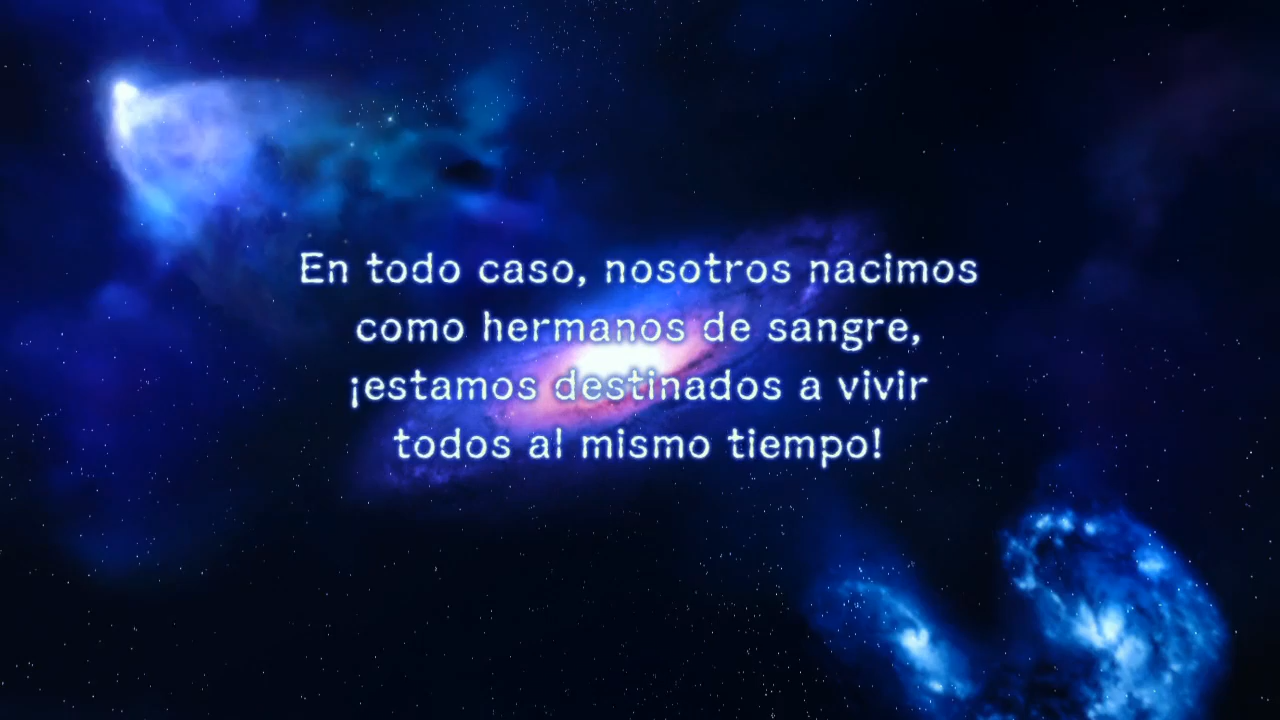 En todo caso, nosotros nacimos
como hermanos de sangre,
¡estamos destinados a vivir
todos al mismo tiempo!